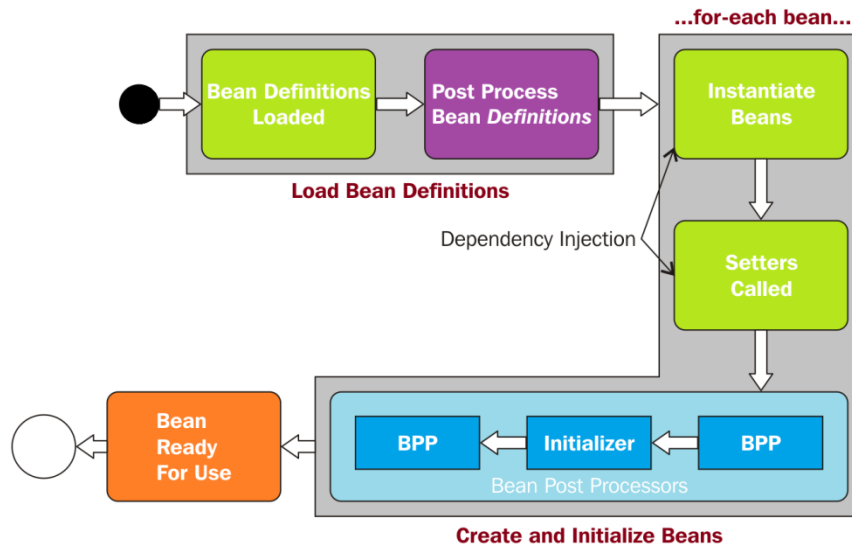 ...for-each bean...
Bean Definitions
Loaded
Post Process
Bean Definitions
Instantiate
Beans
Load Bean Definitions
Dependency Injection
Setters
Called
Bean
Ready
For Use
BPP
Initializer
BPP
Bean Post Processors
Create and Initialize Beans